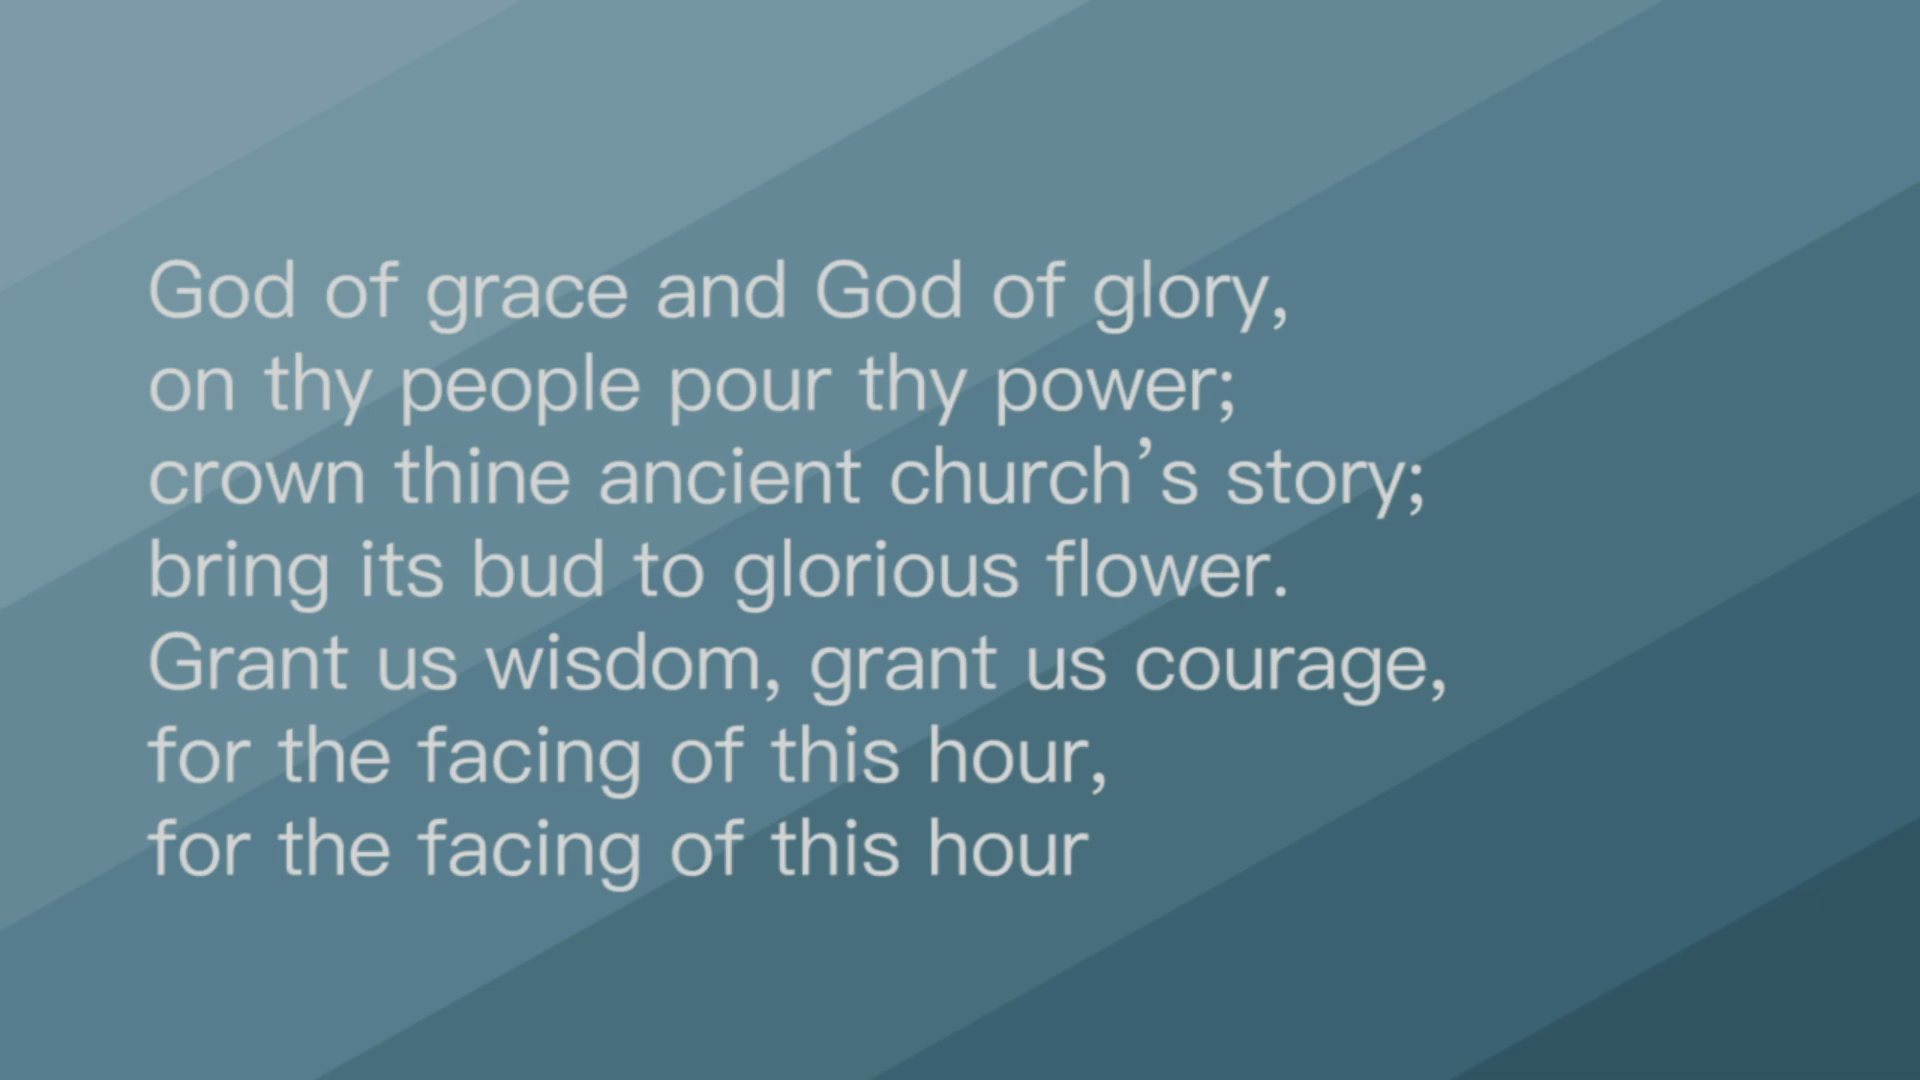 God of grace and God of glory,
on thy people pour thy power;
crown thine ancient church’s story;
bring its bud to glorious flower.
Grant us wisdom, grant us courage,
for the facing of this hour,
for the facing of this hour